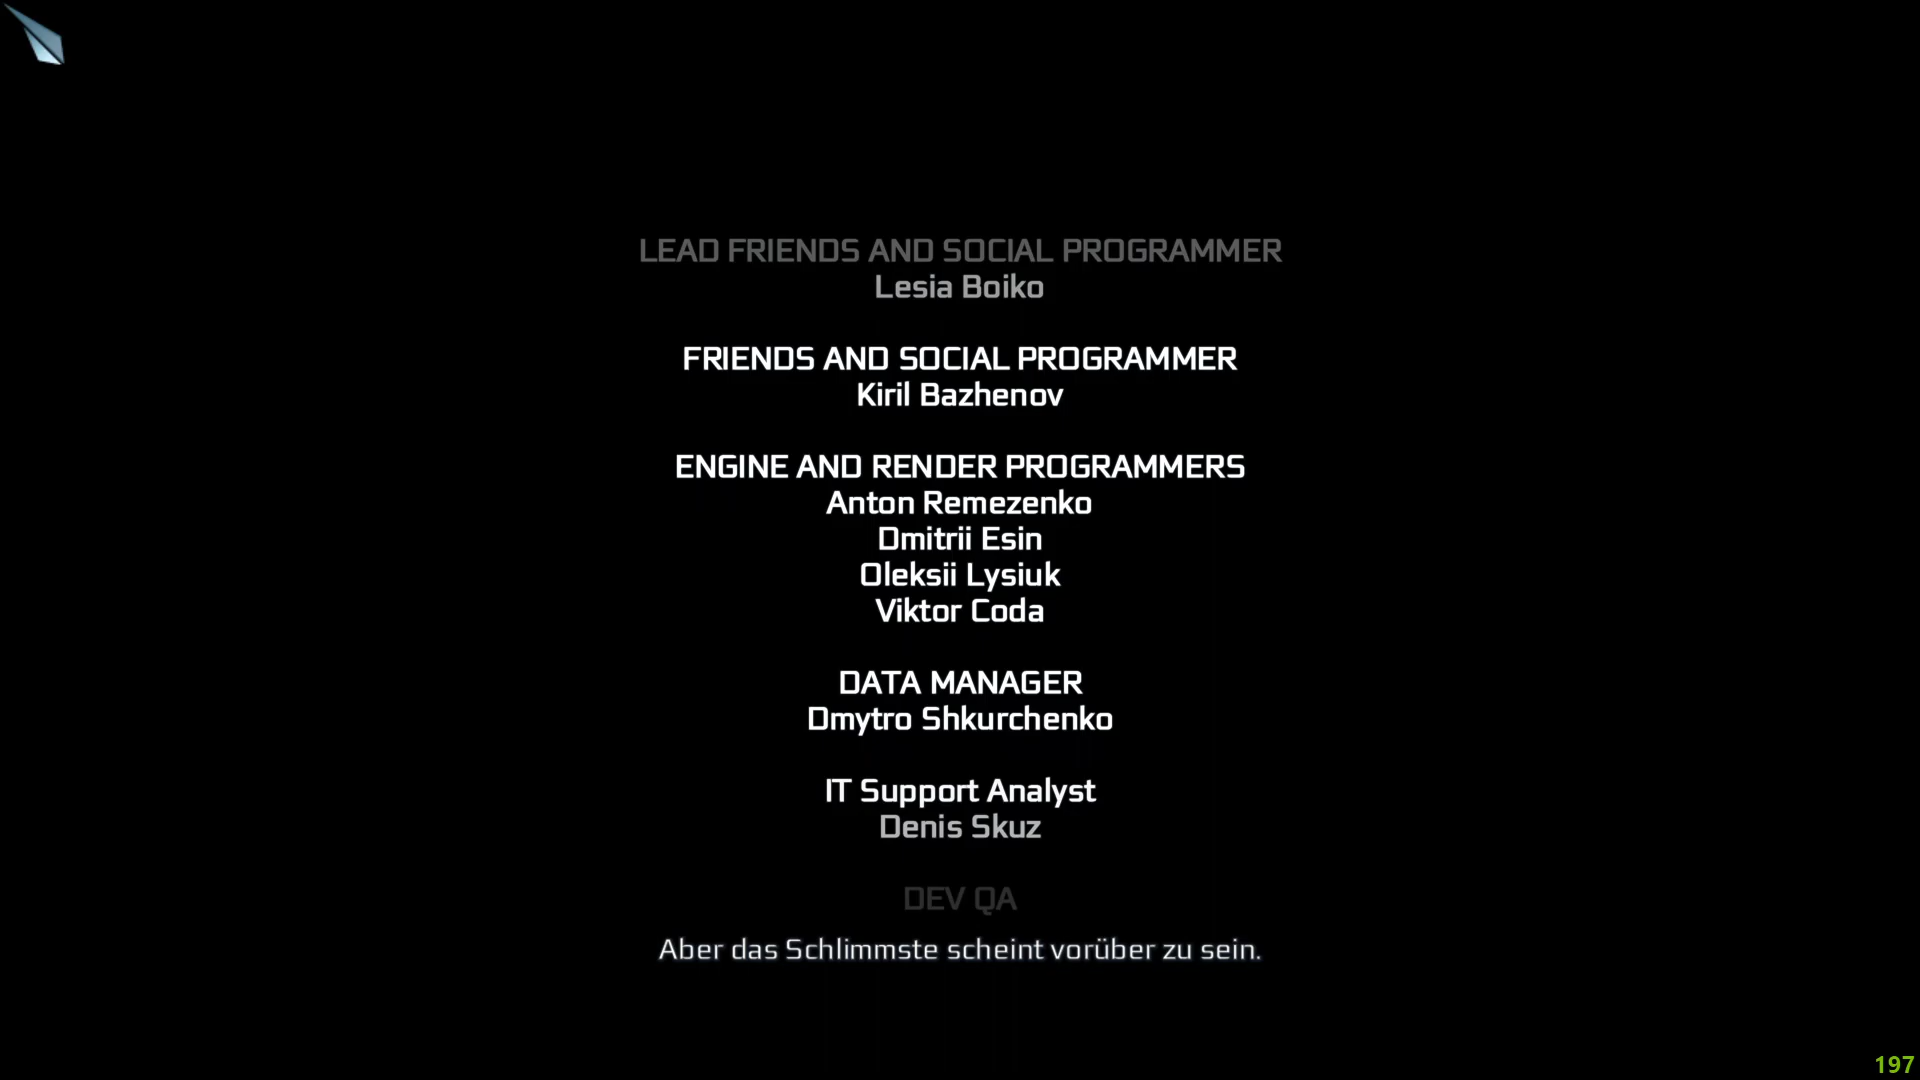 LEAD FRIENDS AND SOCIAL PROGRAMMER
Lesia Boiko
FRIENDS AND SOCIAL PROGRAMMER
Kiril Bazhenov
ENGINE AND RENDER PROGRAMMERS
Anton Remezenko
Dmitrii Esin
Oleksii Lysiuk
Viktor Coda
DATA MANAGER
Dmytro Shkurchenko
IT Support Analyst
Denis Skuz
DEV QA
Aber das Schlimmste scheint vorüber zu sein.
197